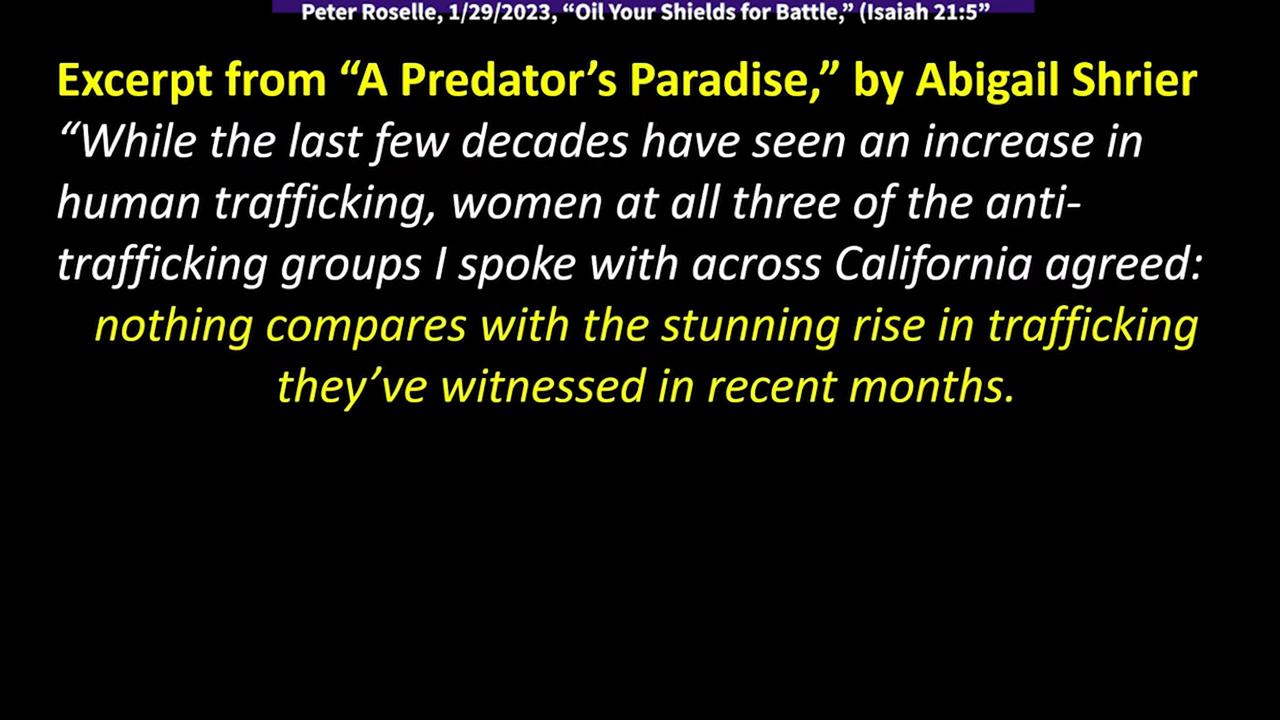 Peter Roselle, 1/29/2023, “Oil Your Shields for Battle,” (Isaiah 21:5”
Excerpt from “A Predator’s Paradise,” by Abigail Shrier
“While the last few decades have seen an increase in
human trafficking, women at all three of the anti-
trafficking groups I spoke with across California agreed:
nothing compares with the stunning rise in trafficking
they’ve witnessed in recent months.